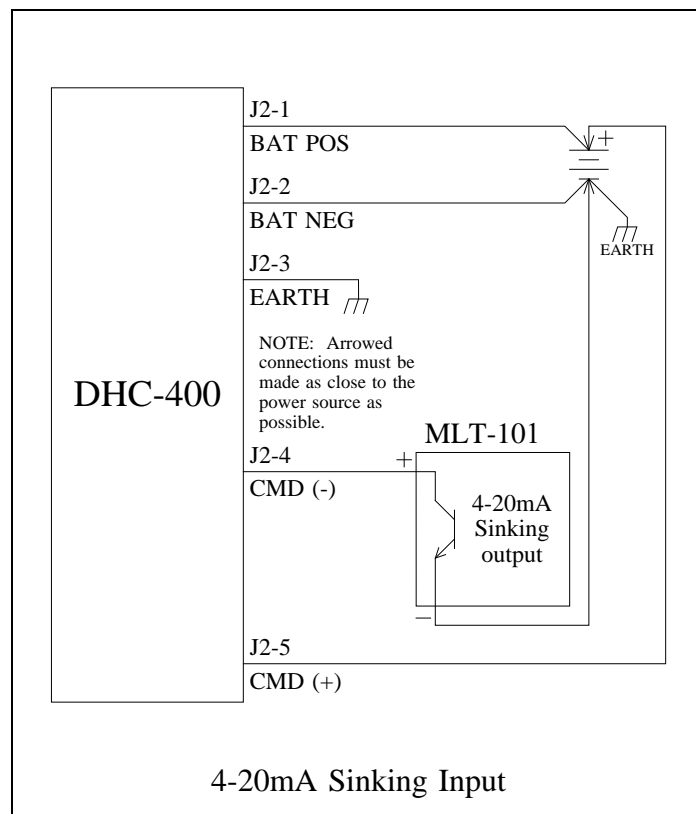 J2-1
BAT POS
+
J2-2
BAT NEG
EARTH
J2-3
EARTH
NOTE: Arrowed
connections must be
made as close to the
power source as
possible.
DHC-400
MLT-101
J2-4
+
CMD (-)
4-20mA
Sinking
output
−
J2-5
CMD (+)
4-20mA Sinking Input